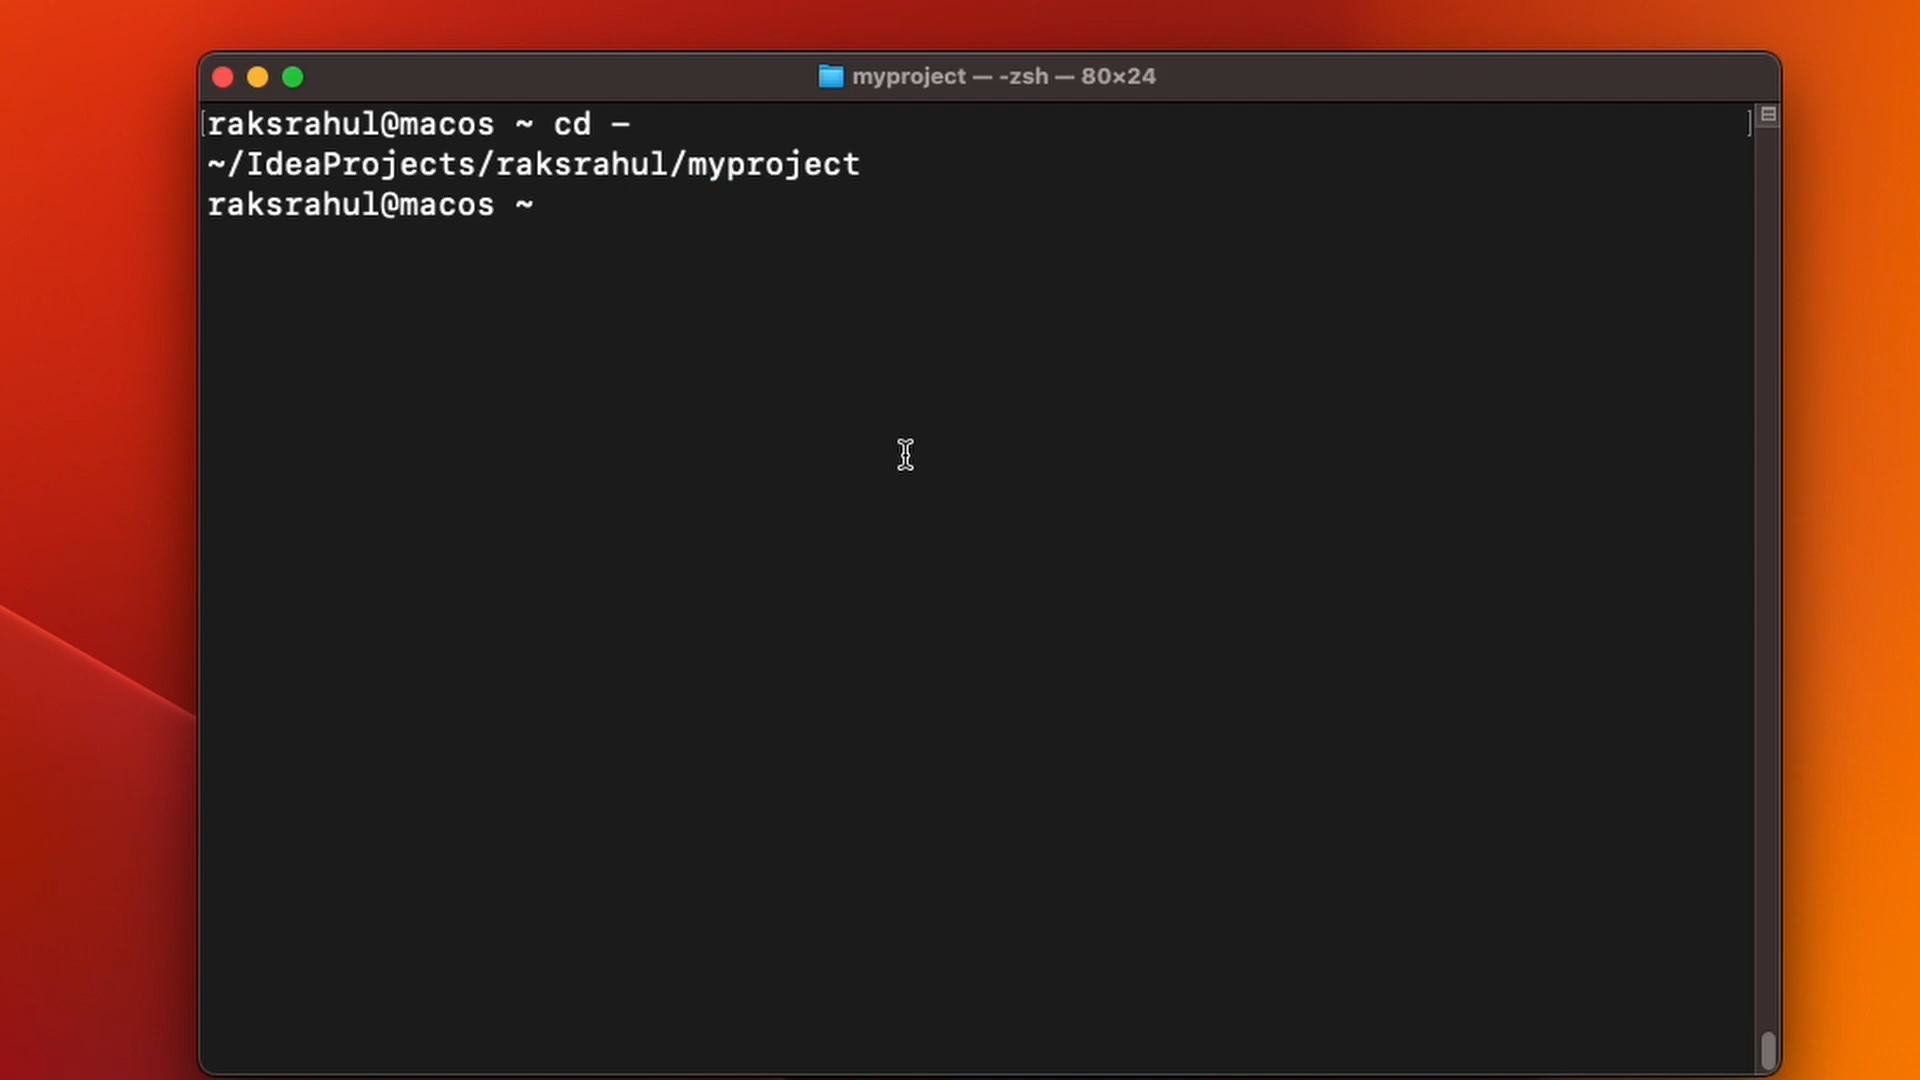 myproject — -zsh — 80×24
raksrahul@macos ~ cd -
~/IdeaProjects/raksrahul/myproject
raksrahul@macos ~